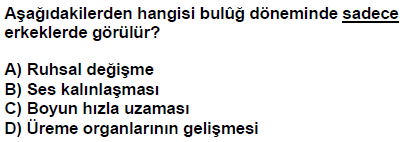 Aşağıdakilerden hangisi bulûğ döneminde sadece
erkeklerde görülür?
A) Ruhsal değişme
B) Ses kalınlaşması
C) Boyun hızla uzaması
D) Üreme organlarının gelişmesi